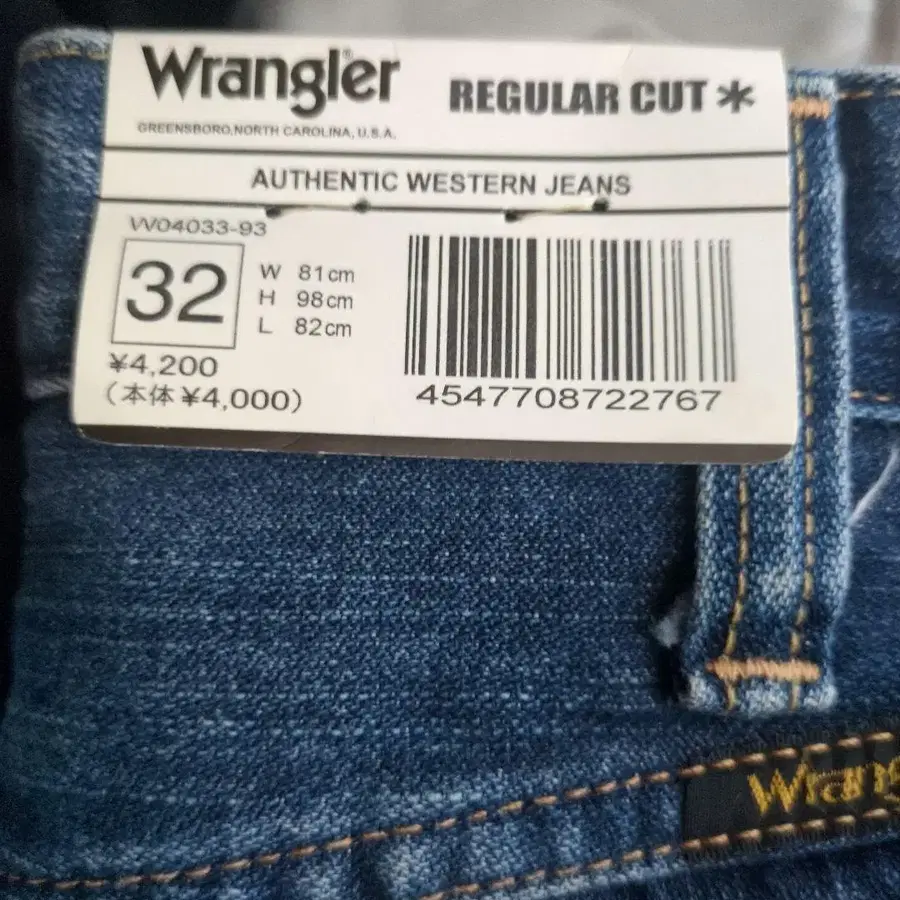 Wrangler®
REGULAR CUT*
GREENSBORO, NORTH CAROLINA, U.S.A.
AUTHENTIC WESTERN JEANS
W04033-93
32
W 81cm
H 98cm
L 82cm
¥4,200
(本体¥4,000)
4547708722767
Wrang